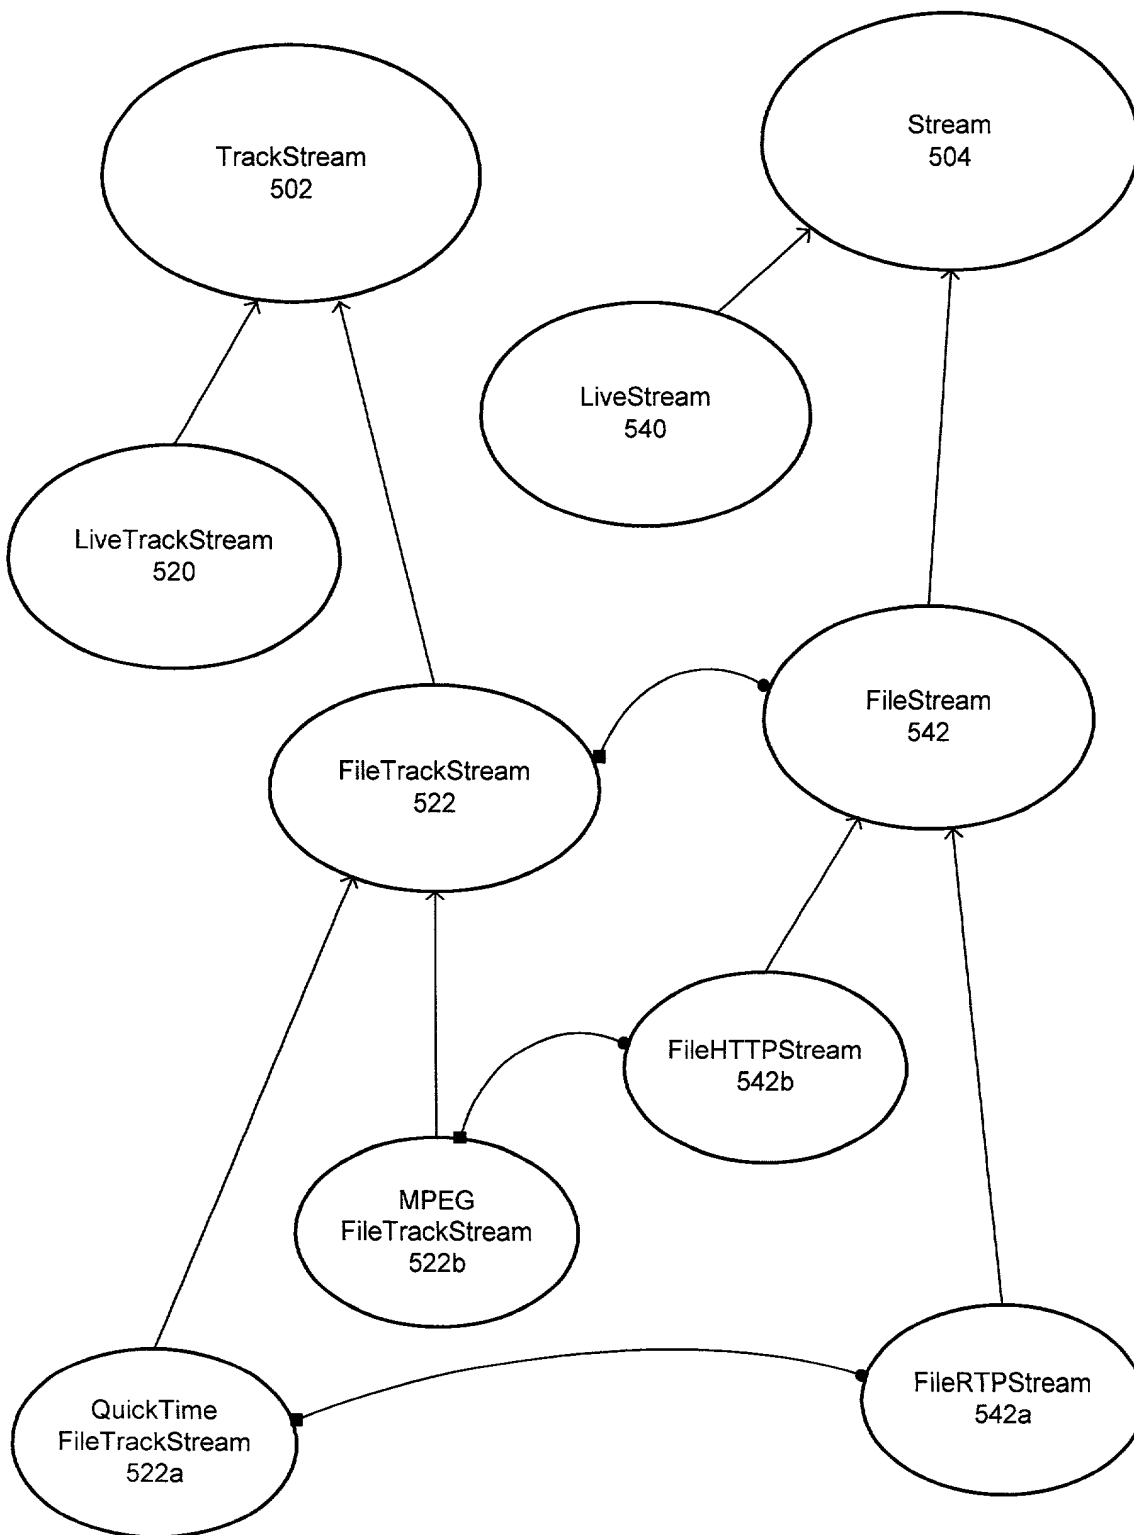 Stream
504
TrackStream
502
LiveStream
540
LiveTrackStream
520
FileStream
542
FileTrackStream
522
FileHTTPStream
542b
MPEG
FileTrackStream
522b
FileRTPStream
542a
QuickTime
FileTrackStream
522a